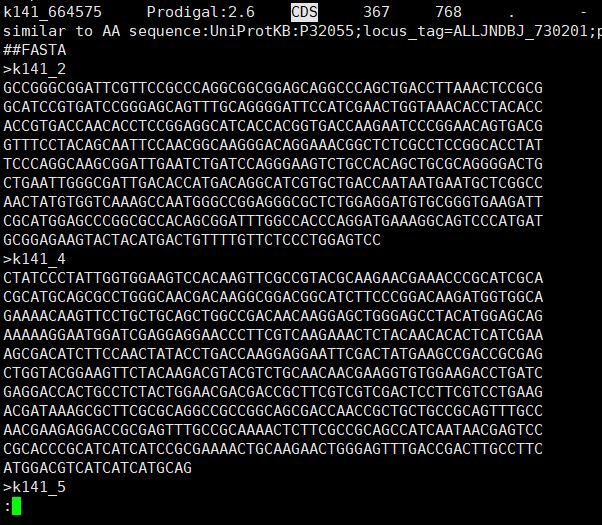 k141_664575     Prodigal:2.6    CDS     367     768     .       -
similar to AA sequence:UniProtKB:P32055;locus_tag=ALLJNDBJ_730201;p
##FASTA
>k141_2
GCCGGGCGGATTCGTTCCGCCCAGGCGGCGGAGCAGGCCCAGCTGACCTTAAACTCCGCG
GCATCCGTGATCCGGGAGCAGTTTGCAGGGGATTCCATCGAACTGGTAAACACCTACACC
ACCGTGACCAACACCTCCGGAGGCATCACCACGGTGACCAAGAATCCCGGAACAGTGACG
GTTTCCTACAGCAATTCCAACGGCAAGGGACAGGAAACGGCTCTCGCCTCCGGCACCTAT
TCCCAGGCAAGCGGATTGAATCTGATCCAGGGAAGTCTGCCACAGCTGCGCAGGGGACTG
CTGAATTGGGCGATTGACACCATGACAGGCATCGTGCTGACCAATAATGAATGCTCGGCC
AACTATGTGGTCAAAGCCAATGGGCCGGAGGGCGCTCTGGAGGATGTGCGGGTGAAGATT
CGCATGGAGCCCGGCGCCACAGCGGATTTGGCCACCCAGGATGAAAGGCAGTCCCATGAT
GCGGAGAAGTACTACATGACTGTTTTGTTCTCCCTGGAGTCC
>k141_4
CTATCCCTATTGGTGGAAGTCCACAAGTTCGCCGTACGCAAGAACGAAACCCGCATCGCA
CGCATGCAGCGCCTGGGCAACGACAAGGCGGACGGCATCTTCCCGGACAAGATGGTGGCA
GAAAACAAGTTCCTGCTGCAGCTGGCCGACAACAAGGAGCTGGGAGCCTACATGGAGCAG
AAAAAGGAATGGATCGAGGAGGAACCCTTCGTCAAGAAACTCTACAACACACTCATCGAA
AGCGACATCTTCCAACTATACCTGACCAAGGAGGAATTCGACTATGAAGCCGACCGCGAG
CTGGTACGGAAGTTCTACAAGACGTACGTCTGCAACAACGAAGGTGTGGAAGACCTGATC
GAGGACCACTGCCTCTACTGGAACGACGACCGCTTCGTCGTCGACTCCTTCGTCCTGAAG
ACGATAAAGCGCTTCGCGCAGGCCGCCGGCAGCGACCAACCGCTGCTGCCGCAGTTTGCC
AACGAAGAGGACCGCGAGTTTGCCGCAAAACTCTTCCGCCGCAGCCATCAATAACGAGTCC
CGCACCCGCATCATCATCCGCGAAAACTGCAAGAACTGGGAGTTTGACCGACTTGCCTTC
ATGGACGTCATCATCATGCAG
>k141_5
: